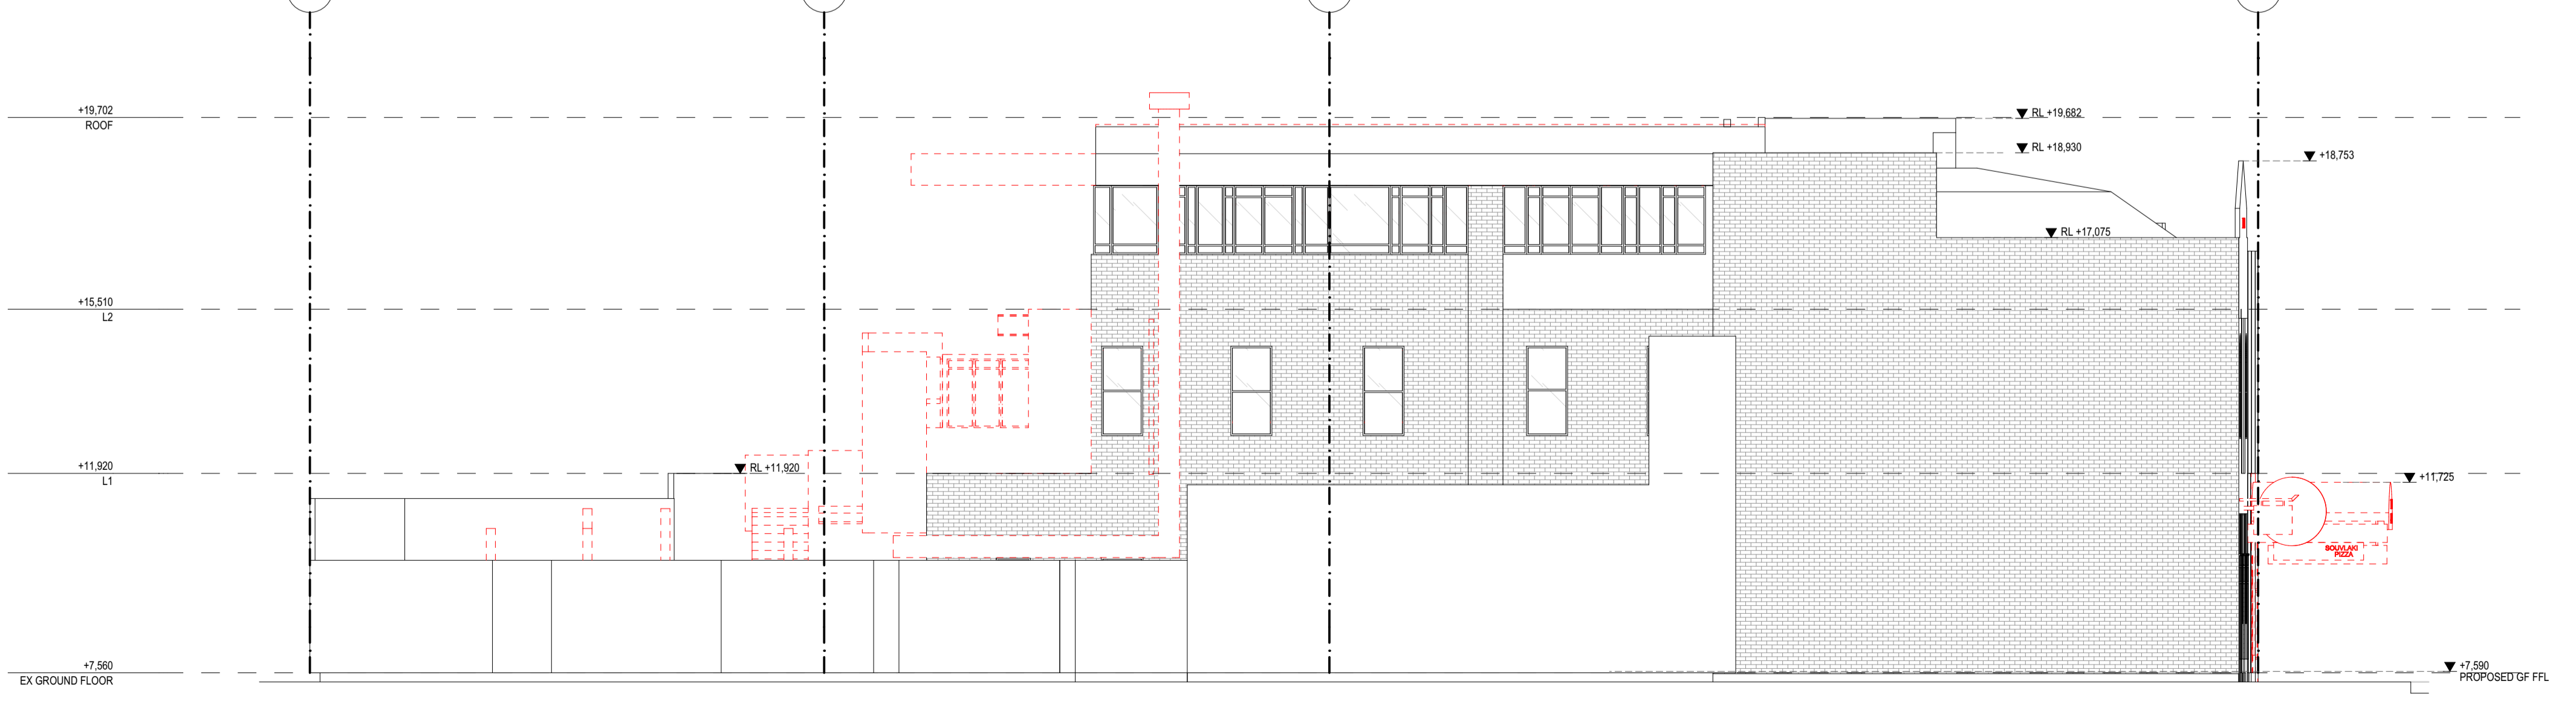 +19,702
ROOF
RL +19,682
RL +18,930
+18,753
RL +17,075
+15,510
L2
+11,920
L1
RL +11,920
+11,725
SOUVLAKI
PIZZA
+7,560
EX GROUND FLOOR
+7,590
PROPOSED GF FFL